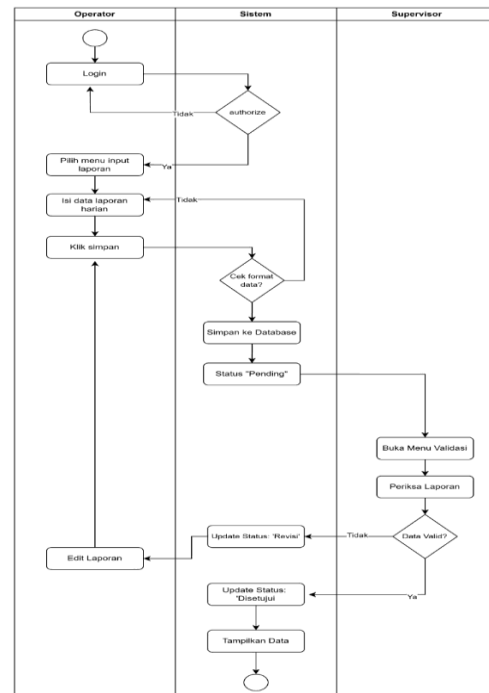 Operator
Sistem
Supervisor
Login
authorize
Tidak
Ya
Pilih menu input
laporan
Isi data laporan
harian
Tidak
Klik simpan
Cek format
data?
Simpan ke Database
Status "Pending"
Buka Menu Validasi
Periksa Laporan
Data Valid?
Tidak
Update Status: 'Revisi'
Edit Laporan
Ya
Update Status:
'Disetujui
Tampilkan Data